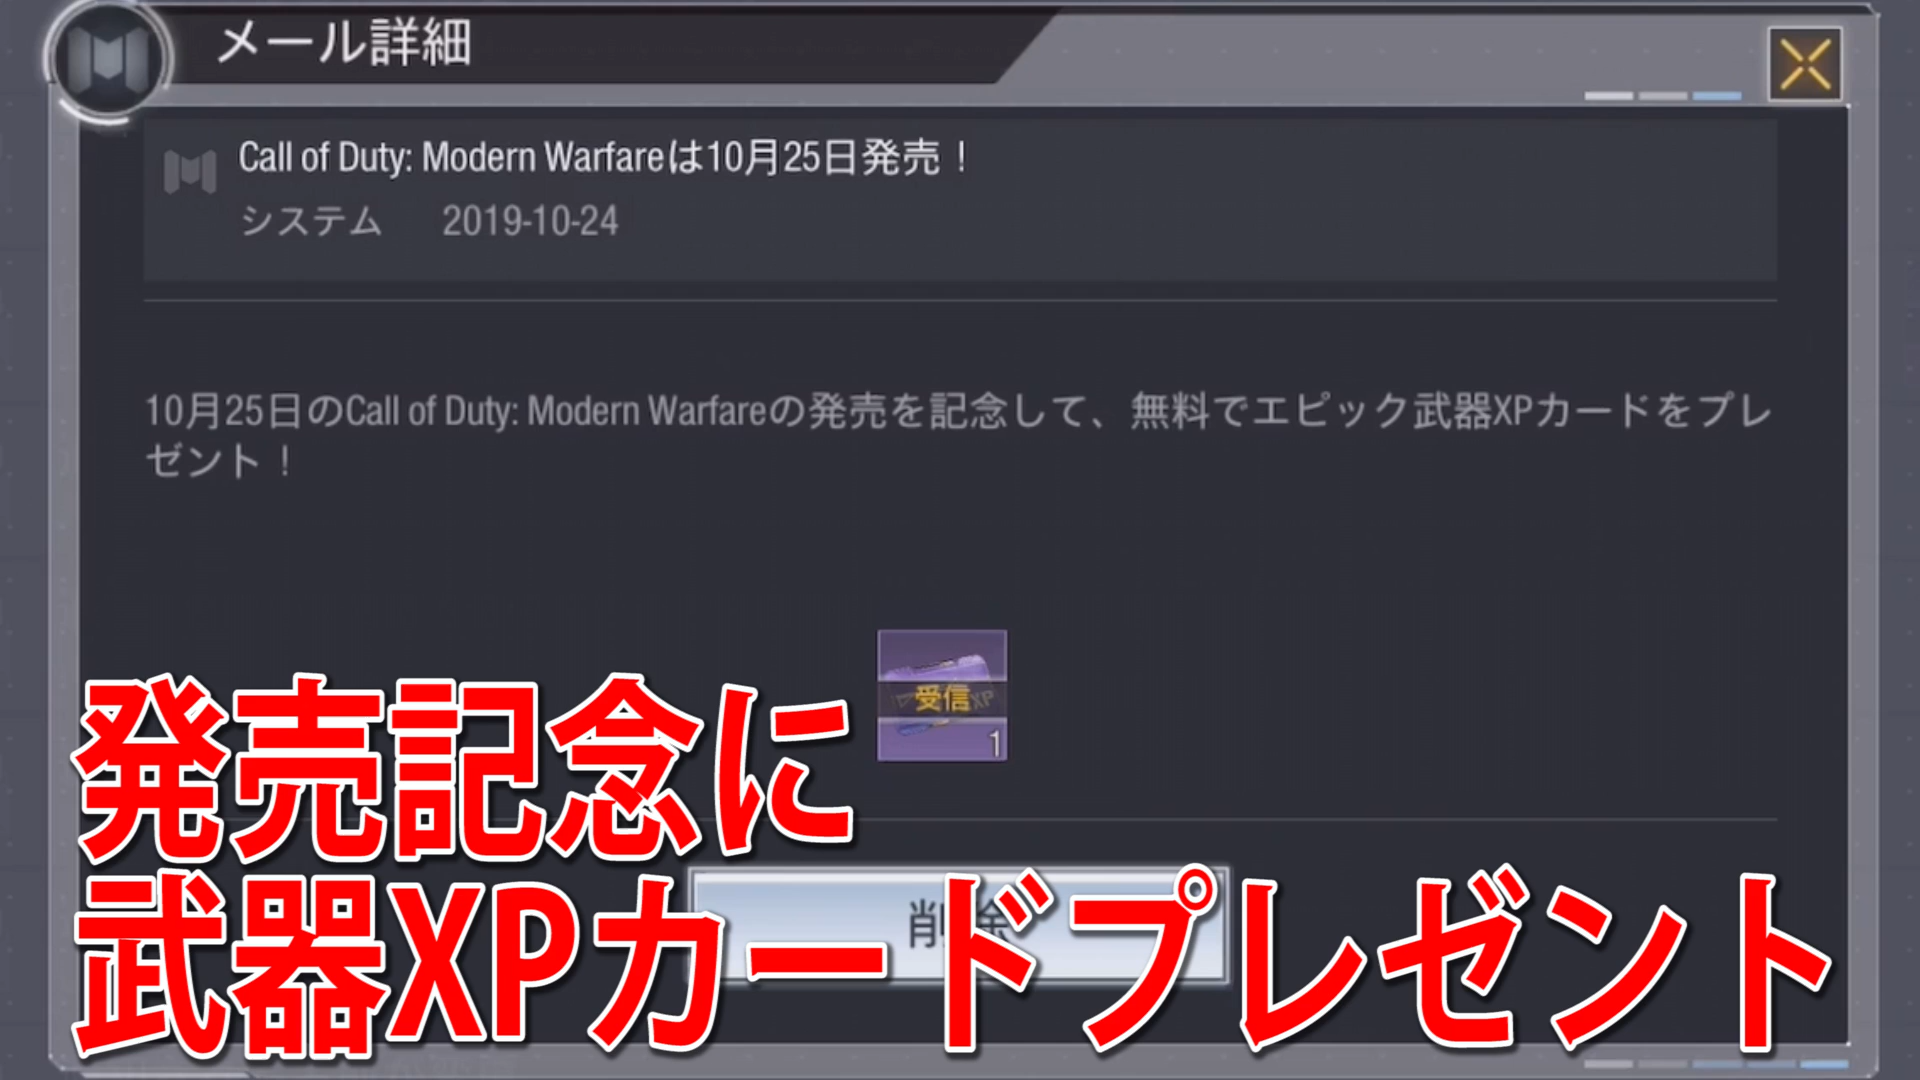 メール詳細
Call of Duty: Modern Warfareは10月25日発売！
システム 2019-10-24
10月25日のCall of Duty: Modern Warfareの発売を記念して、無料でエピック武器XPカードをプレ
ゼント！
受信 XP
1
発売記念に
削除
武器XPカードプレゼント